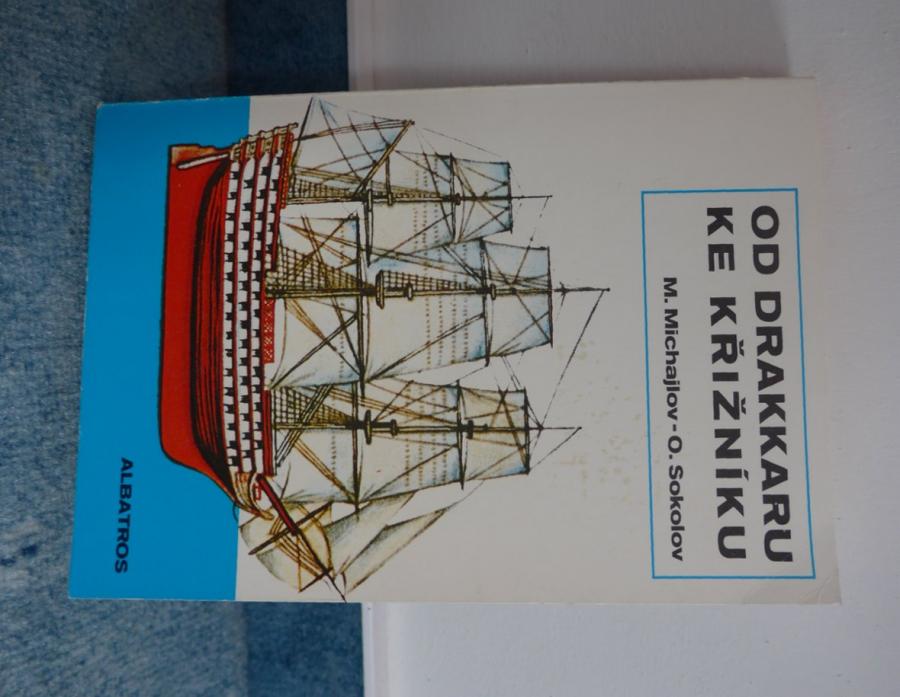 OD DRAKKARU
KE KŘIŽNÍKU
M. Michajlov-O. Sokolov
ALBATROS